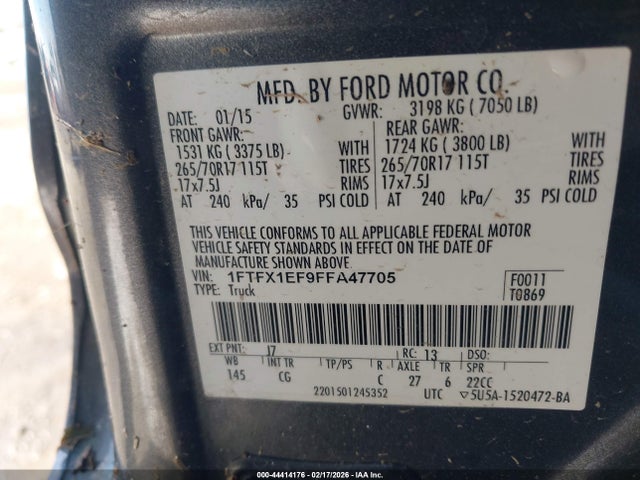 MFD. BY FORD MOTOR CO.
DATE: 01/15 GVWR: 3198 KG ( 7050 LB)
FRONT GAWR: REAR GAWR:
1531 KG ( 3375 LB) WITH 1724 KG ( 3800 LB) WITH
265/70R17 115T TIRES 265/70R17 115T TIRES
17x7.5J RIMS 17x7.5J RIMS
AT 240 kPa/ 35 PSI COLD AT 240 kPa/ 35 PSI COLD
THIS VEHICLE CONFORMS TO ALL APPLICABLE FEDERAL MOTOR
VEHICLE SAFETY STANDARDS IN EFFECT ON THE DATE OF
MANUFACTURE SHOWN ABOVE.
VIN: 1FTFX1EF9FFA47705 F0011
TYPE: Truck T0869
EXT PNT: J7 RC: 13 DSO:
WB INT TR TP/PS R AXLE TR SPR
145 CG C 27 6 22CC
2201501245352 UTC ▽5U5A-1520472-BA
000-44414176 - 02/17/2026 - IAAI.COM